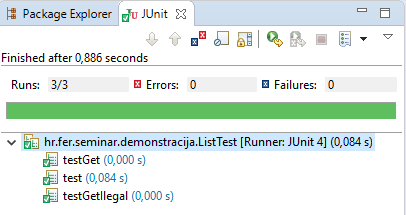 Package Explorer JUnit
Finished after 0,886 seconds
Runs: 3/3 Errors: 0 Failures: 0
hr.fer.seminar.demonstracija.ListTest [Runner: JUnit 4] (0,084 s)
testGet (0,000 s)
test (0,084 s)
testGetIlegal (0,000 s)